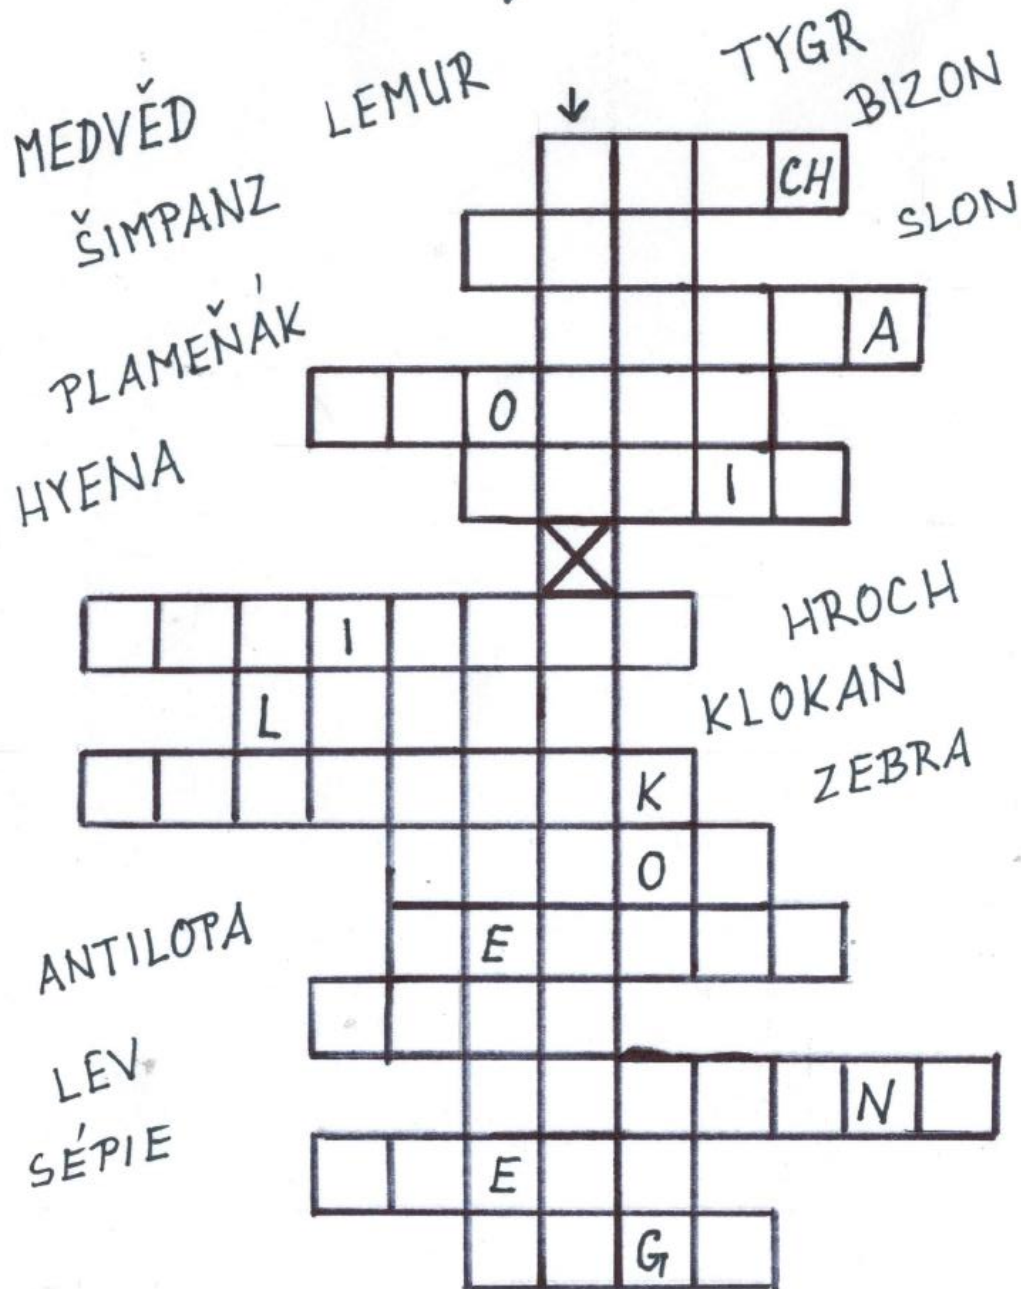 TYGR
LEMUR
BIZON
MEDVĚD
CH
SLON
ŠIMPANZ
A
PLAMEŇÁK
O
HYENA
I
HROCH
I
KLOKAN
L
ZEBRA
K
O
ANTILOPA
E
LEV
N
SÉPIE
E
G